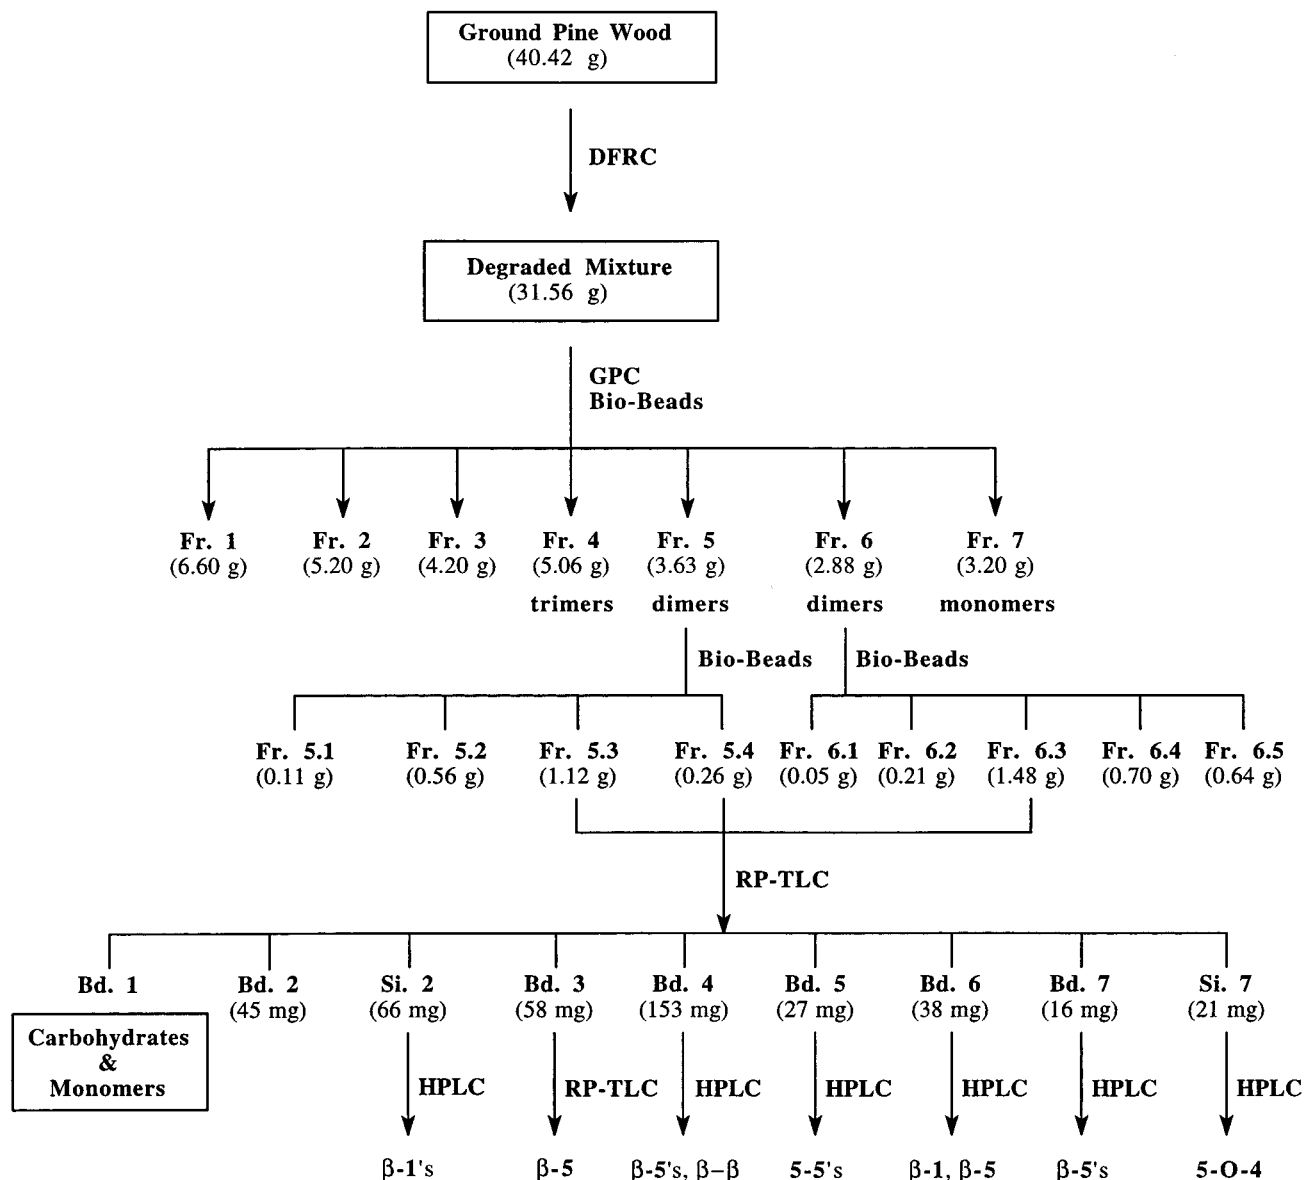 Ground Pine Wood
(40.42 g)
DFRC
Degraded Mixture
(31.56 g)
GPC
Bio-Beads
Fr. 1 Fr. 2 Fr. 3 Fr. 4 Fr. 5 Fr. 6 Fr. 7
(6.60 g) (5.20 g) (4.20 g) (5.06 g) (3.63 g) (2.88 g) (3.20 g)
trimers dimers dimers monomers
Bio-Beads Bio-Beads
Fr. 5.1 Fr. 5.2 Fr. 5.3 Fr. 5.4 Fr. 6.1 Fr. 6.2 Fr. 6.3 Fr. 6.4 Fr. 6.5
(0.11 g) (0.56 g) (1.12 g) (0.26 g) (0.05 g) (0.21 g) (1.48 g) (0.70 g) (0.64 g)
RP-TLC
Bd. 1 Bd. 2 Si. 2 Bd. 3 Bd. 4 Bd. 5 Bd. 6 Bd. 7 Si. 7
(45 mg) (66 mg) (58 mg) (153 mg) (27 mg) (38 mg) (16 mg) (21 mg)
Carbohydrates
&
Monomers
HPLC RP-TLC HPLC HPLC HPLC HPLC HPLC
β-1's β-5 β-5's, β–β 5-5's β-1, β-5 β-5's 5-O-4